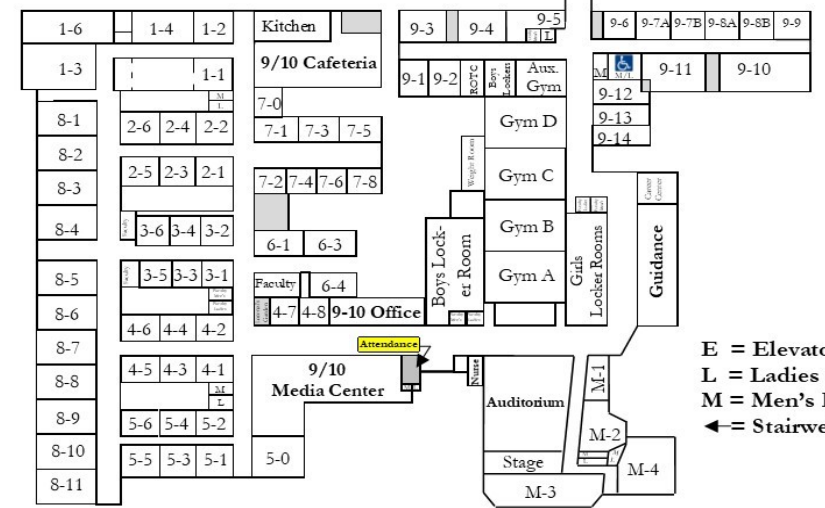 1-6 1-4 1-2 Kitchen 9-3 9-4 9-5 9-6 9-7A 9-7B 9-8A 9-8B 9-9
L
1-3 1-1 9/10 Cafeteria 9-1 9-2 ROTC Boys Lockers Aux. Gym M M/L 9-11 9-10
M
L
7-0 9-12
8-1 2-6 2-4 2-2 7-1 7-3 7-5 Gym D 9-13
9-14
8-2
2-5 2-3 2-1 Weight Room Gym C
8-3 7-2 7-4 7-6 7-8 Career Center
8-4 Faculty 3-6 3-4 3-2 Gym B
6-1 6-3 Boys Lock-er Room Girls Locker Rooms Guidance
8-5 Faculty 3-5 3-3 3-1 Faculty 6-4 Gym A
8-6 4-7 4-8 9-10 Office
4-6 4-4 4-2
8-7 Attendance
E = Elevato
8-8 4-5 4-3 4-1 9/10 Media Center Nurse M-1 L = Ladies
M
L
M = Men's
8-9 5-6 5-4 5-2 Auditorium = Stairwe
M-2
8-10 5-5 5-3 5-1 5-0 Stage M-4
8-11 M-3